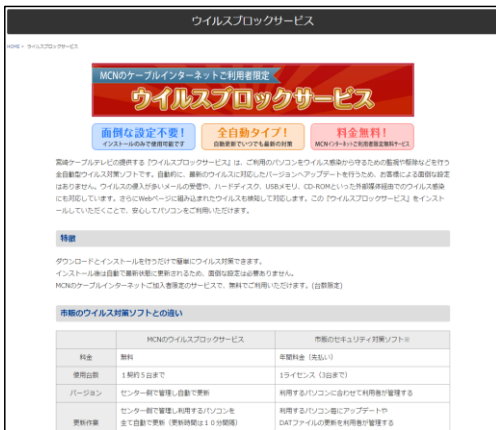 ウイルスブロックサービス
HOME > ウイルスブロックサービス
MCNのケーブルインターネットご利用者限定
ウイルスブロックサービス
面倒な設定不要！
インストールのみで使用可能です
全自動タイプ！
自動更新でいつでも最新の対策
料金無料！
MCNインターネットご利用者限定無料サービス
宮崎ケーブルテレビの提供する『ウイルスブロックサービス』は、ご利用のパソコンをウイルス感染から守るための監視や駆除などを行う
全自動型ウイルス対策ソフトです。自動的に、最新のウイルスに対応したバージョンへアップデートを行うため、お客様による面倒な設定
はありません。ウイルスの侵入が多いメールの受信や、ハードディスク、USBメモリ、CD-ROMといった外部媒体経由でのウイルス感染
にも対応しています。さらにWebページに組み込まれたウイルスも検知して対応します。この『ウイルスブロックサービス』をインスト
ールしていただくことで、安心してパソコンをご利用いただけます。
特徴
ダウンロードとインストールを行うだけで簡単にウイルス対策できます。
インストール後は自動で最新状態に更新されるため、面倒な設定は必要ありません。
MCNのケーブルインターネットご加入者限定のサービスで、無料でご利用いただけます。(台数限定)
市販のウイルス対策ソフトとの違い
MCNのウイルスブロックサービス 市販のセキュリティ対策ソフト※
料金 無料 年間料金（先払い）
使用台数 １契約５台まで 1ライセンス（3台まで）
バージョン センター側で管理し自動で更新 利用するパソコンに合わせて利用者が管理する
更新作業 センター側で管理し利用するパソコンを 利用するパソコン毎にアップデートや
全て自動で更新（更新時間は１０分間隔） DATファイルの更新を利用者が管理する